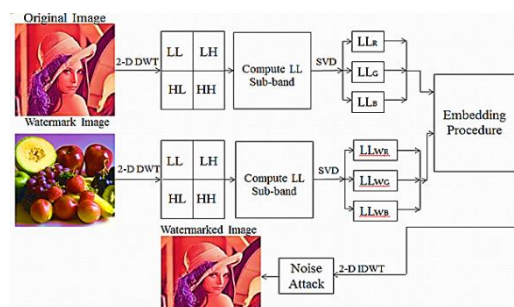 Original Image
2-D DWT
LL LH
HL HH
Compute LL
Sub-band
SVD
LLR
LLG
LLB
Embedding
Procedure
Watermark Image
2-D DWT
LL LH
HL HH
Compute LL
Sub-band
SVD
LLWR
LLWG
LLWB
Watermarked Image
Noise
Attack
2-D IDWT